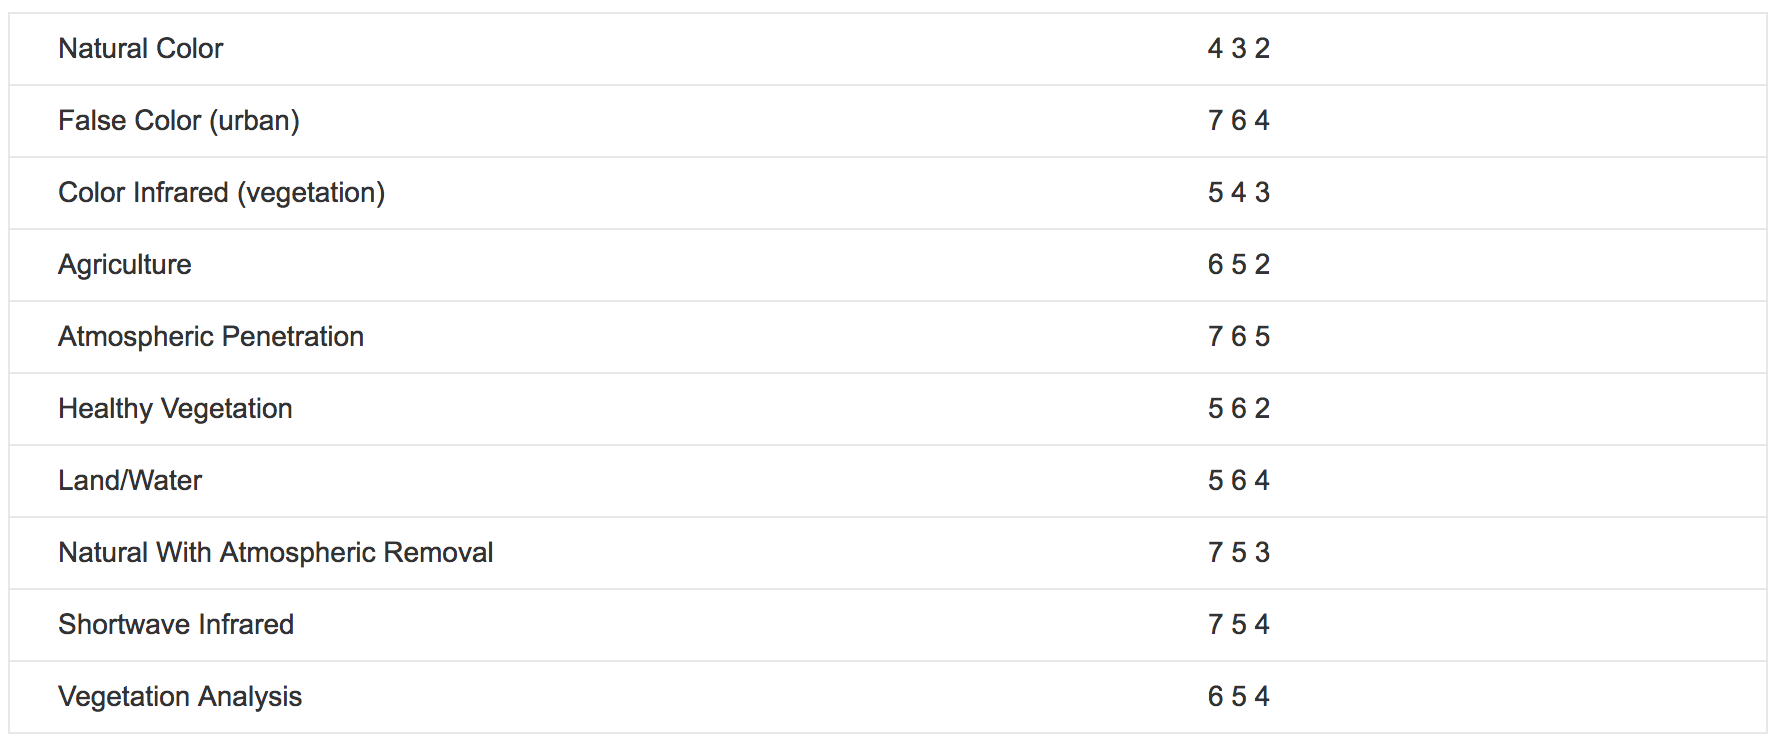 Natural Color 4 3 2
False Color (urban) 7 6 4
Color Infrared (vegetation) 5 4 3
Agriculture 6 5 2
Atmospheric Penetration 7 6 5
Healthy Vegetation 5 6 2
Land/Water 5 6 4
Natural With Atmospheric Removal 7 5 3
Shortwave Infrared 7 5 4
Vegetation Analysis 6 5 4